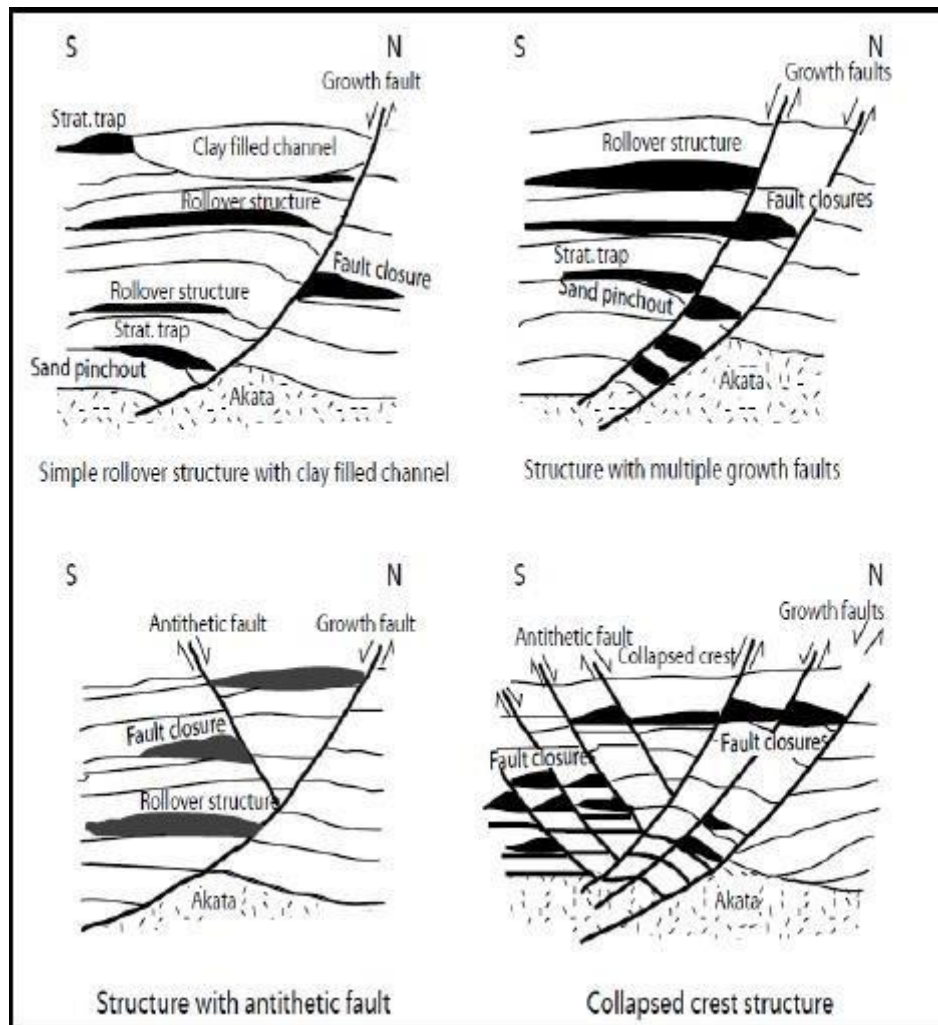 S N
Growth fault
Strat. trap
Clay filled channel
Rollover structure
Fault closure
Rollover structure
Strat. trap
Sand pinchout
Akata
Simple rollover structure with clay filled channel
S N
Growth faults
Rollover structure
Fault closures
Strat. trap
Sand pinchout
Akata
Structure with multiple growth faults
S N
Antithetic fault Growth fault
Fault closure
Rollover structure
Akata
Structure with antithetic fault
S N
Growth faults
Antithetic fault
Collapsed crest
Fault closures
Fault closures
Akata
Collapsed crest structure